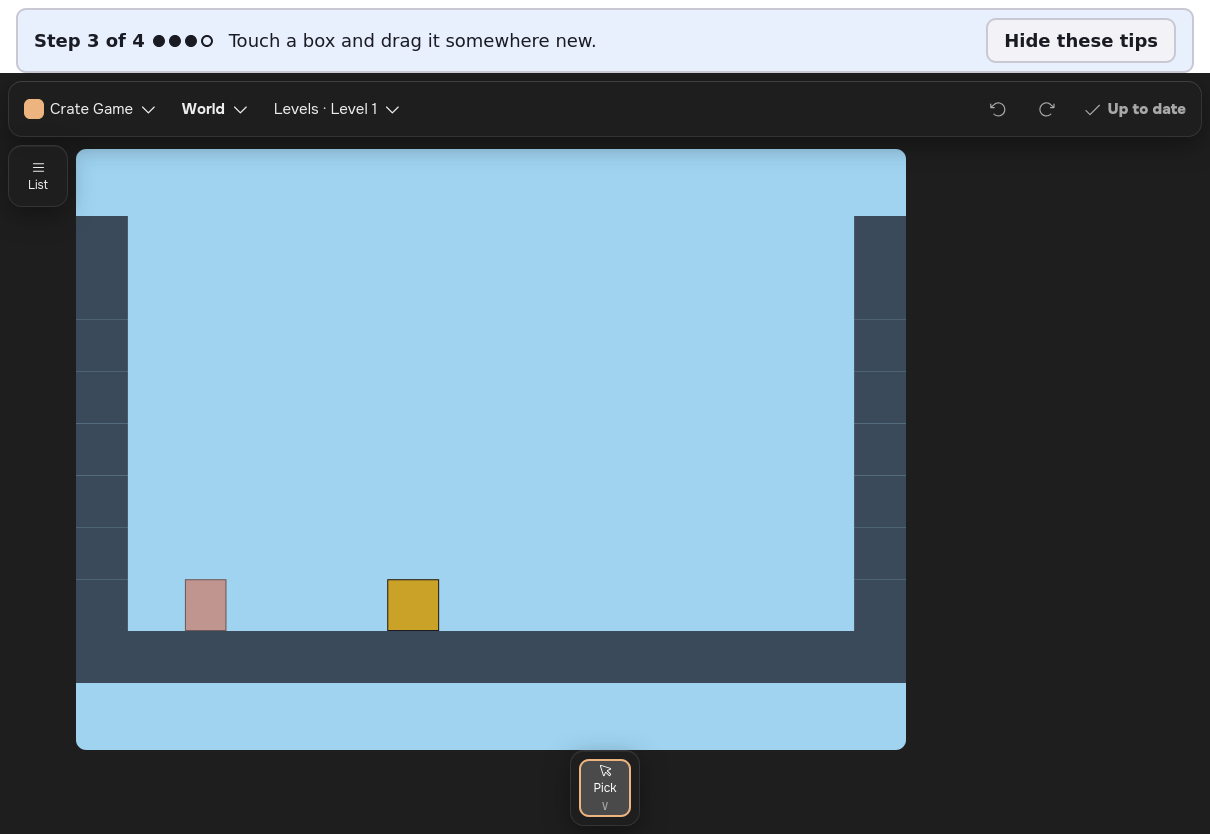 Step 3 of 4 Touch a box and drag it somewhere new. Hide these tips
Crate Game World Levels · Level 1 Up to date
List
Pick
V